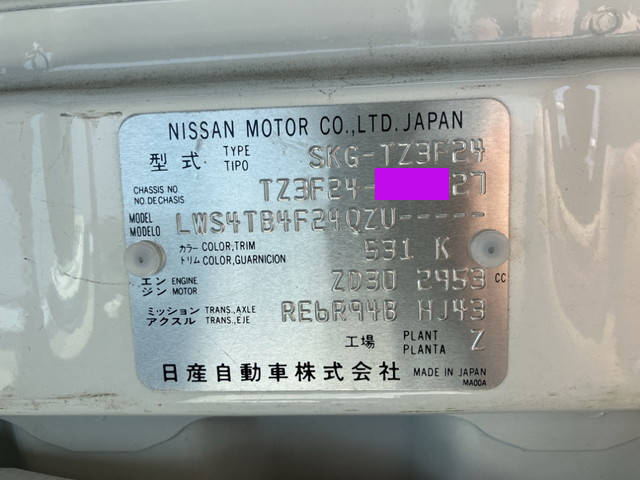 NISSAN MOTOR CO.,LTD.JAPAN
型式 TYPE TIPO SKG-TZ3F24
CHASSIS NO NO.DECHASIS TZ3F24- 27
MODEL MODELO LWS4TB4F24QZU-----
カラー COLOR,TRIM
トリム COLOR,GUARNICION 531 K
エンジン ENGINE MOTOR ZD30 2953 CC
ミッション TRANS.,AXLE
アクスル TRANS.,EJE RE6R94B HJ43
工場 PLANT PLANTA Z
日産自動車株式会社 MADE IN JAPAN
MA00A